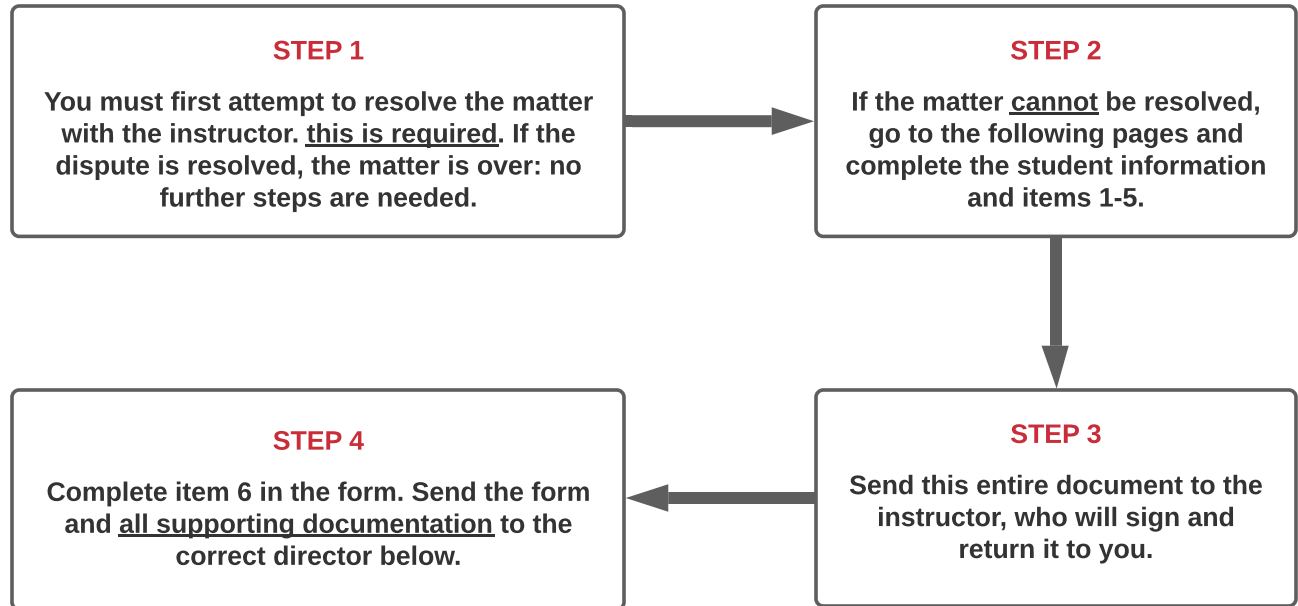 STEP 1
You must first attempt to resolve the matter
with the instructor. this is required. If the
dispute is resolved, the matter is over: no
further steps are needed.
STEP 2
If the matter cannot be resolved,
go to the following pages and
complete the student information
and items 1-5.
STEP 3
Send this entire document to the
instructor, who will sign and
return it to you.
STEP 4
Complete item 6 in the form. Send the form
and all supporting documentation to the
correct director below.